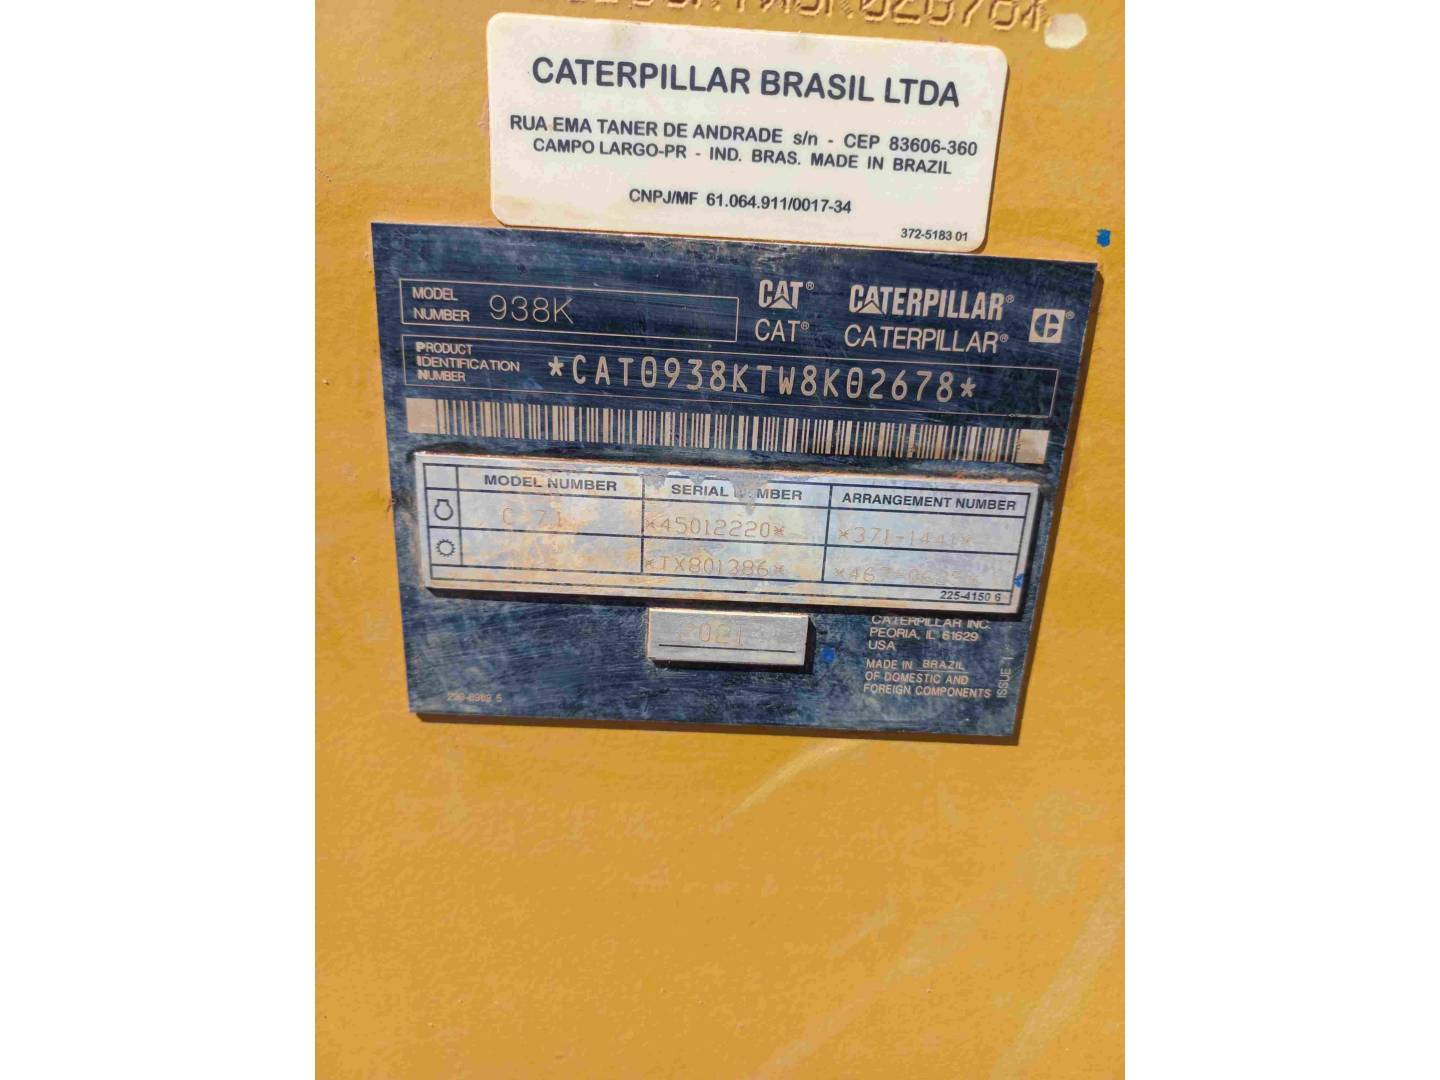 CATERPILLAR BRASIL LTDA
RUA EMA TANER DE ANDRADE s/n - CEP 83606-360
CAMPO LARGO-PR - IND. BRAS. MADE IN BRAZIL
CNPJ/MF 61.064.911/0017-34
372-5183 01
MODEL NUMBER 938K
CAT® CATERPILLAR®
CAT® CATERPILLAR®
PRODUCT IDENTIFICATION NUMBER *CAT0938KTW8K02678*
MODEL NUMBER SERIAL ARRANGEMENT NUMBER
*45012220* *371-1441*
*TX801386*
225-4150 6
CATERPILLAR INC.
PEORIA, IL 61629
USA
MADE IN BRAZIL
OF DOMESTIC AND
FOREIGN COMPONENTS
ISSUE 1